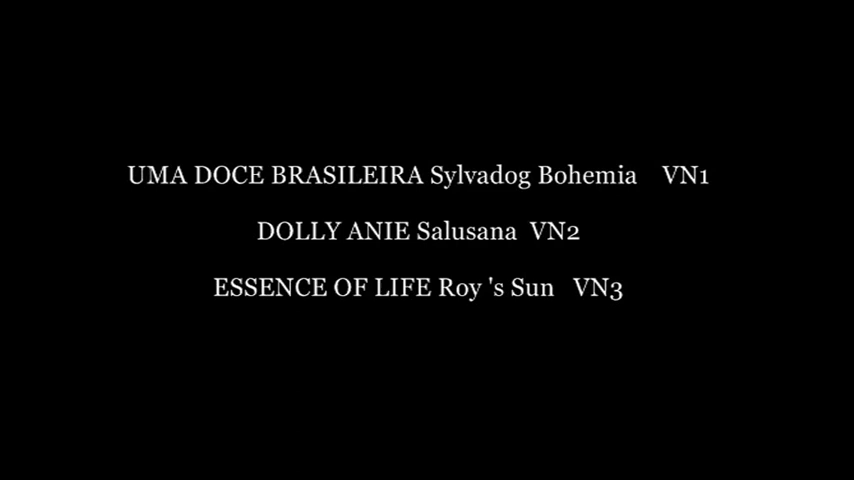 UMA DOCE BRASILEIRA Sylvadog Bohemia VN1
DOLLY ANIE Salusana VN2
ESSENCE OF LIFE Roy 's Sun VN3